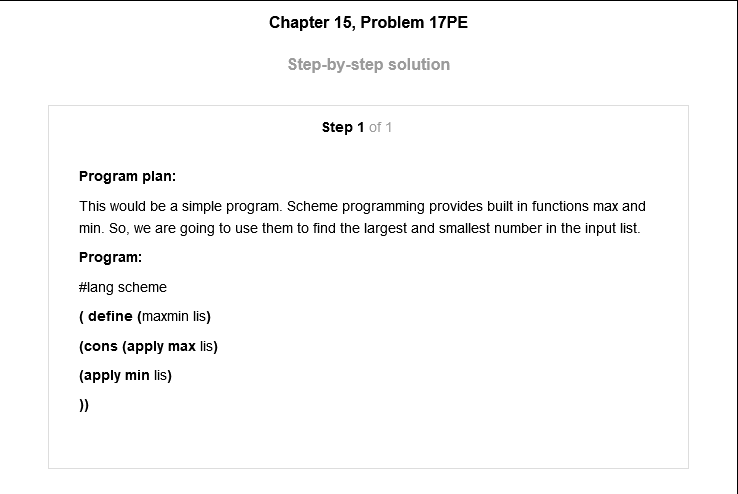 Chapter 15, Problem 17PE
Step-by-step solution
Step 1 of 1
Program plan:
This would be a simple program. Scheme programming provides built in functions max and
min. So, we are going to use them to find the largest and smallest number in the input list.
Program:
#lang scheme
( define (maxmin lis)
(cons (apply max lis)
(apply min lis)
))